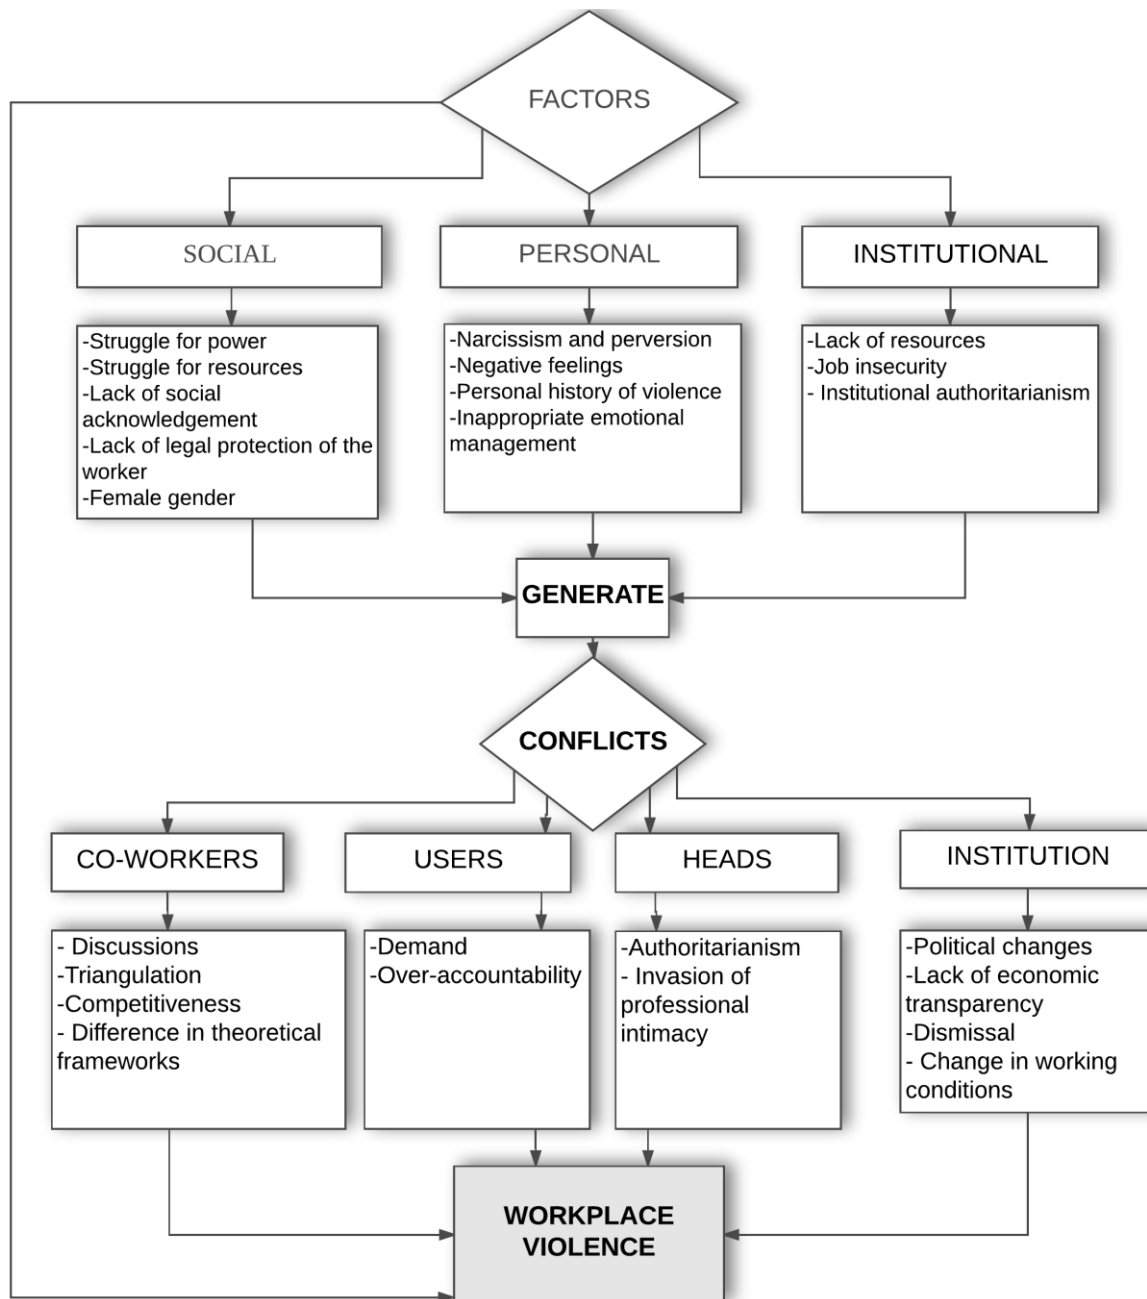 FACTORS
SOCIAL
PERSONAL
INSTITUTIONAL
-Struggle for power
-Struggle for resources
-Lack of social
acknowledgement
-Lack of legal protection of the
worker
-Female gender
-Narcissism and perversion
-Negative feelings
-Personal history of violence
-Inappropriate emotional
management
-Lack of resources
-Job insecurity
- Institutional authoritarianism
GENERATE
CONFLICTS
CO-WORKERS
USERS
HEADS
INSTITUTION
- Discussions
-Triangulation
-Competitiveness
- Difference in theoretical
frameworks
-Demand
-Over-accountability
-Authoritarianism
- Invasion of
professional
intimacy
-Political changes
-Lack of economic
transparency
-Dismissal
- Change in working
conditions
WORKPLACE
VIOLENCE